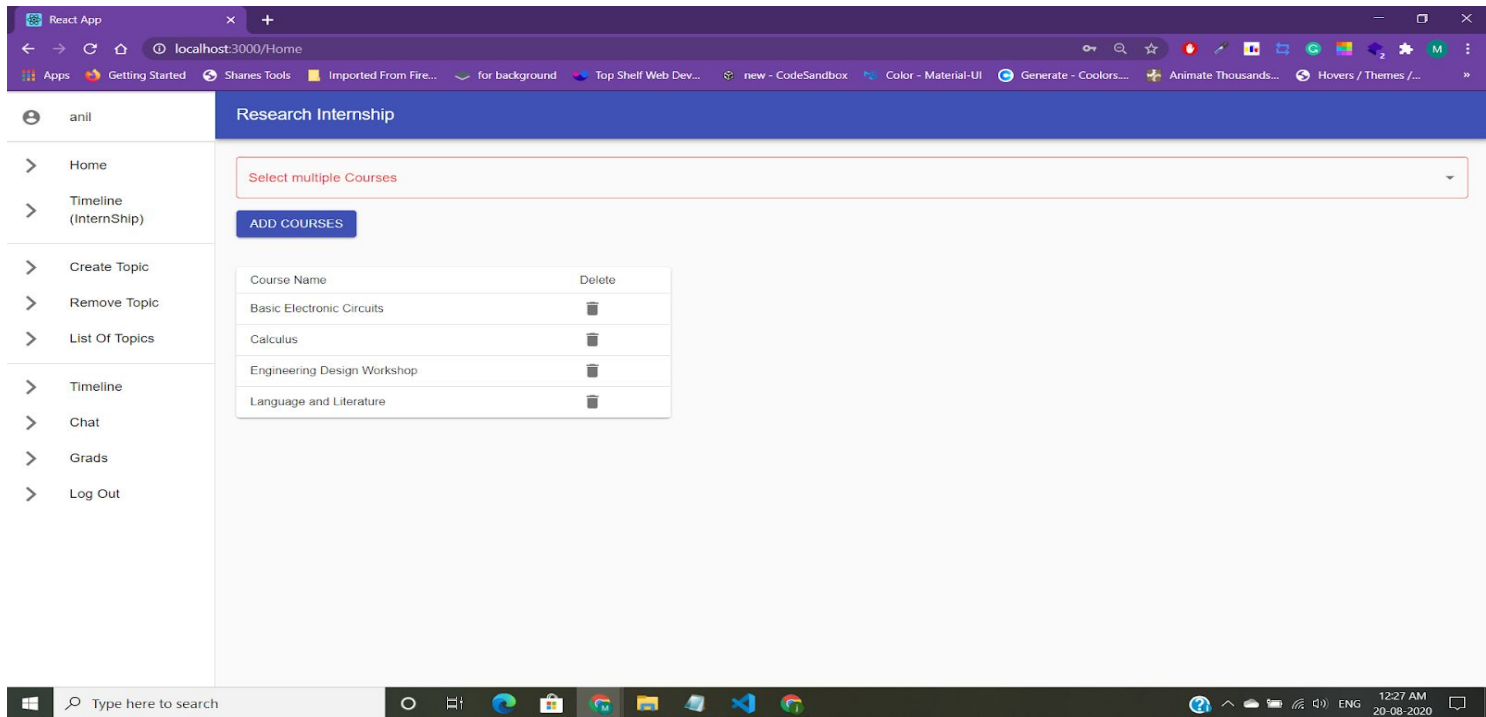 React App
localhost:3000/Home
M
Apps Getting Started Shanes Tools Imported From Fire... for background Top Shelf Web Dev... new - CodeSandbox Color - Material-UI Generate - Coolors.... Animate Thousands... Hovers / Themes /... »
anil
Research Internship
Home
Timeline
(InternShip)
Create Topic
Remove Topic
List Of Topics
Timeline
Chat
Grads
Log Out
Select multiple Courses
ADD COURSES
Course Name Delete
Basic Electronic Circuits
Calculus
Engineering Design Workshop
Language and Literature
Type here to search
ENG
12:27 AM
20-08-2020